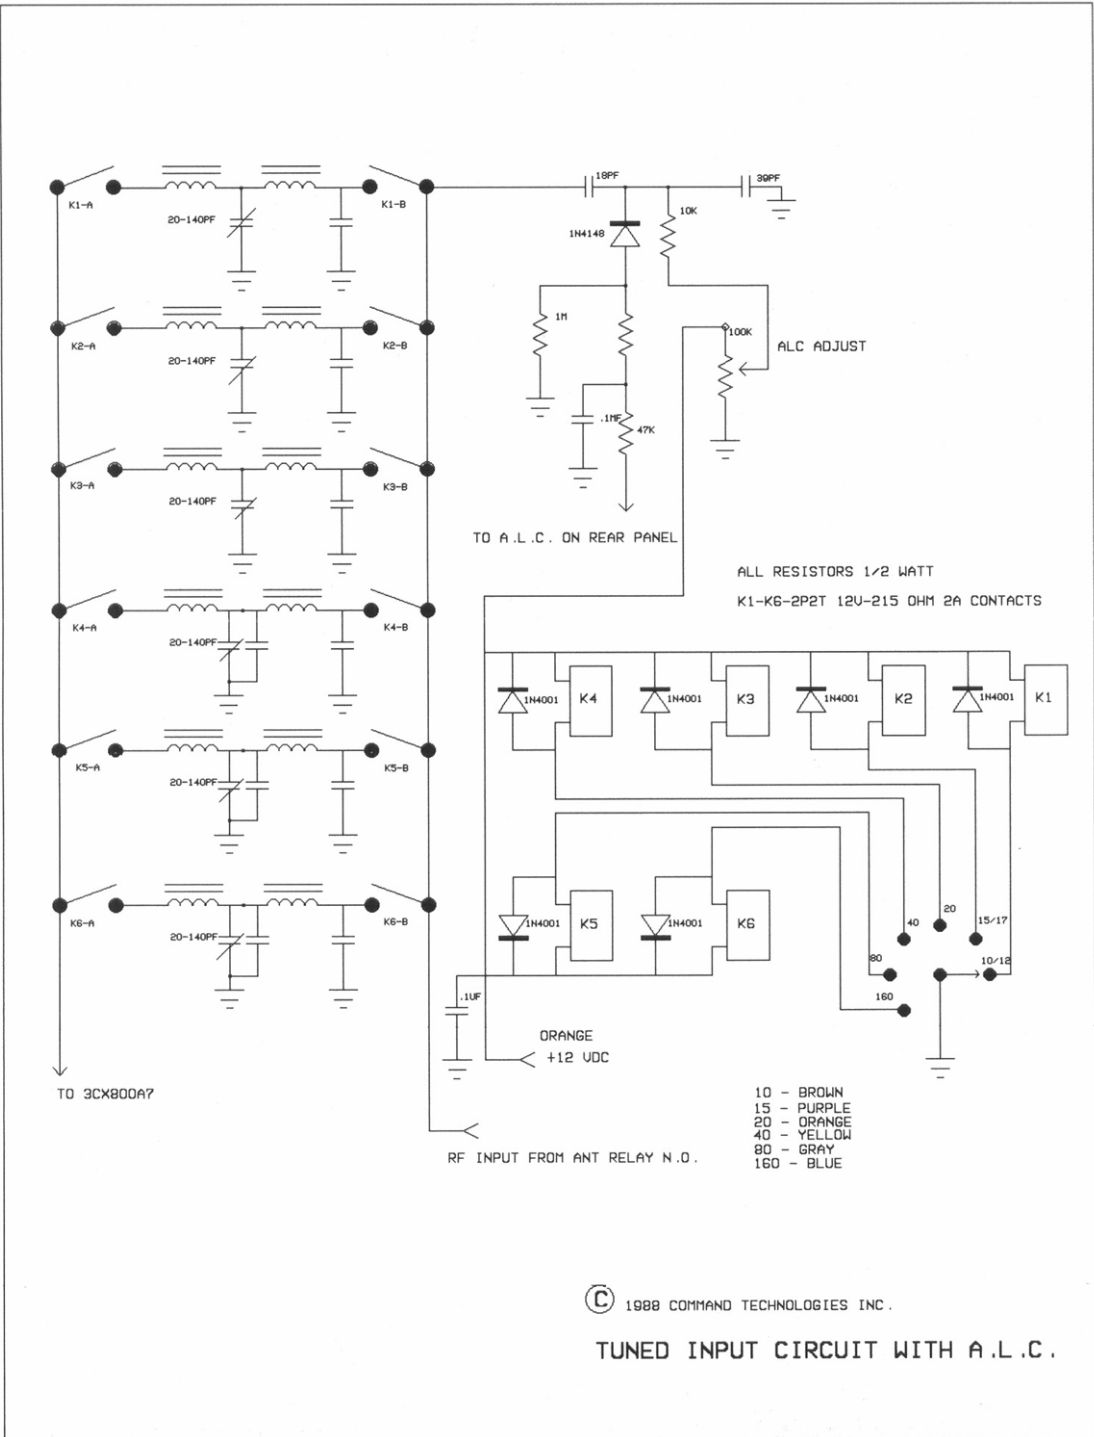 18PF
39PF
K1-A
K1-B
20-140PF
10K
1N4148
1M
100K
K2-A
K2-B
ALC ADJUST
20-140PF
.1MF
47K
K3-A
K3-B
20-140PF
TO A.L.C. ON REAR PANEL
ALL RESISTORS 1/2 WATT
K1-K6-2P2T 12V-215 OHM 2A CONTACTS
K4-A
K4-B
20-140PF
1N4001
K4
1N4001
K3
1N4001
K2
1N4001
K1
K5-A
K5-B
20-140PF
K6-A
K6-B
20-140PF
1N4001
K5
1N4001
K6
40
20
15/17
80
10/12
160
.1UF
ORANGE
+12 VDC
TO 3CX800A7
10 - BROWN
15 - PURPLE
20 - ORANGE
40 - YELLOW
80 - GRAY
160 - BLUE
RF INPUT FROM ANT RELAY N.O.
© 1988 COMMAND TECHNOLOGIES INC.
TUNED INPUT CIRCUIT WITH A.L.C.